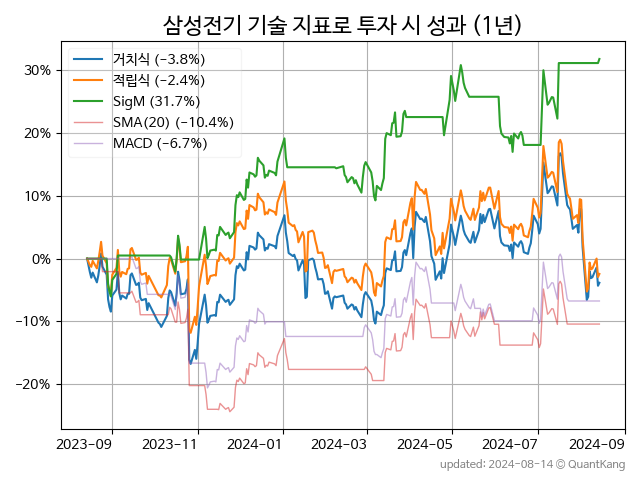 삼성전기 기술 지표로 투자 시 성과 (1년)
거치식 (−3.8%)
적립식 (−2.4%)
SigM (31.7%)
SMA(20) (−10.4%)
MACD (−6.7%)
30%
20%
10%
0%
−10%
−20%
2023-09
2023-11
2024-01
2024-03
2024-05
2024-07
2024-09
updated: 2024-08-14 © QuantKang